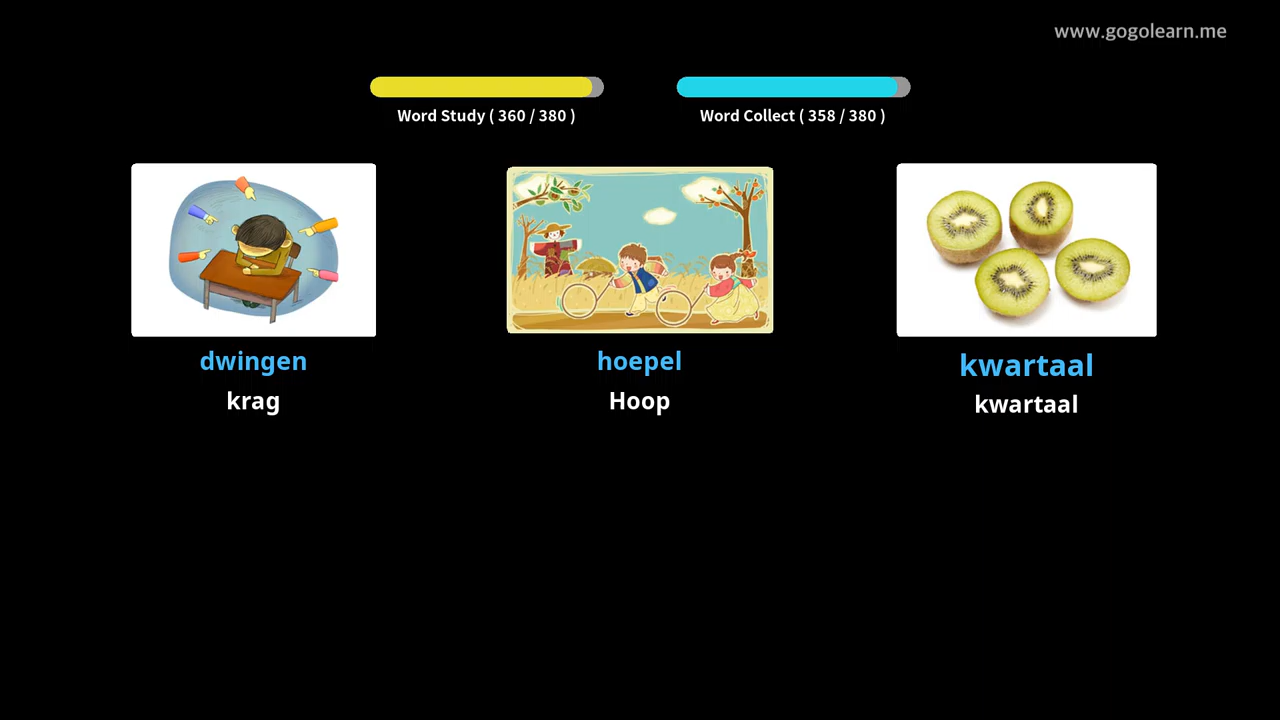 www.gogolearn.me
Word Study ( 360 / 380 )
Word Collect ( 358 / 380 )
dwingen
krag
hoepel
Hoop
kwartaal
kwartaal